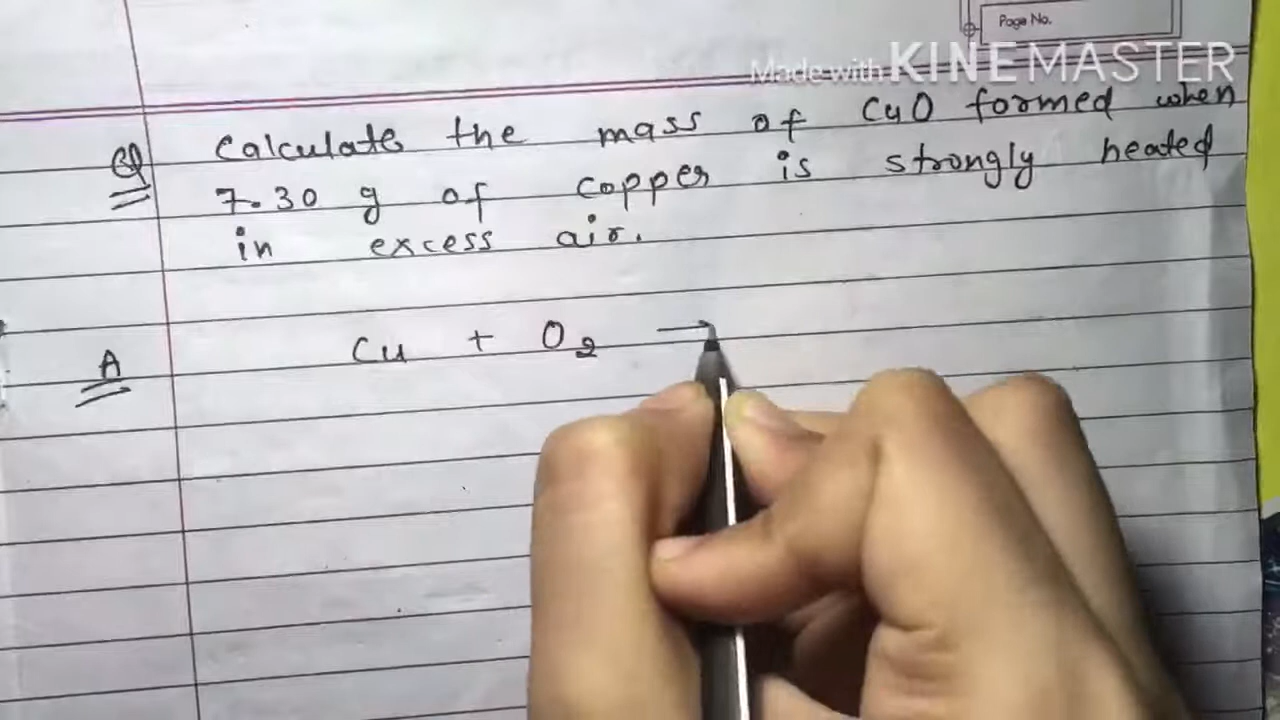 Page No.
Made with KINEMASTER
Q Calculate the mass of CuO formed when
7.30 g of copper is strongly heated
in excess air.
A Cu + O₂ →